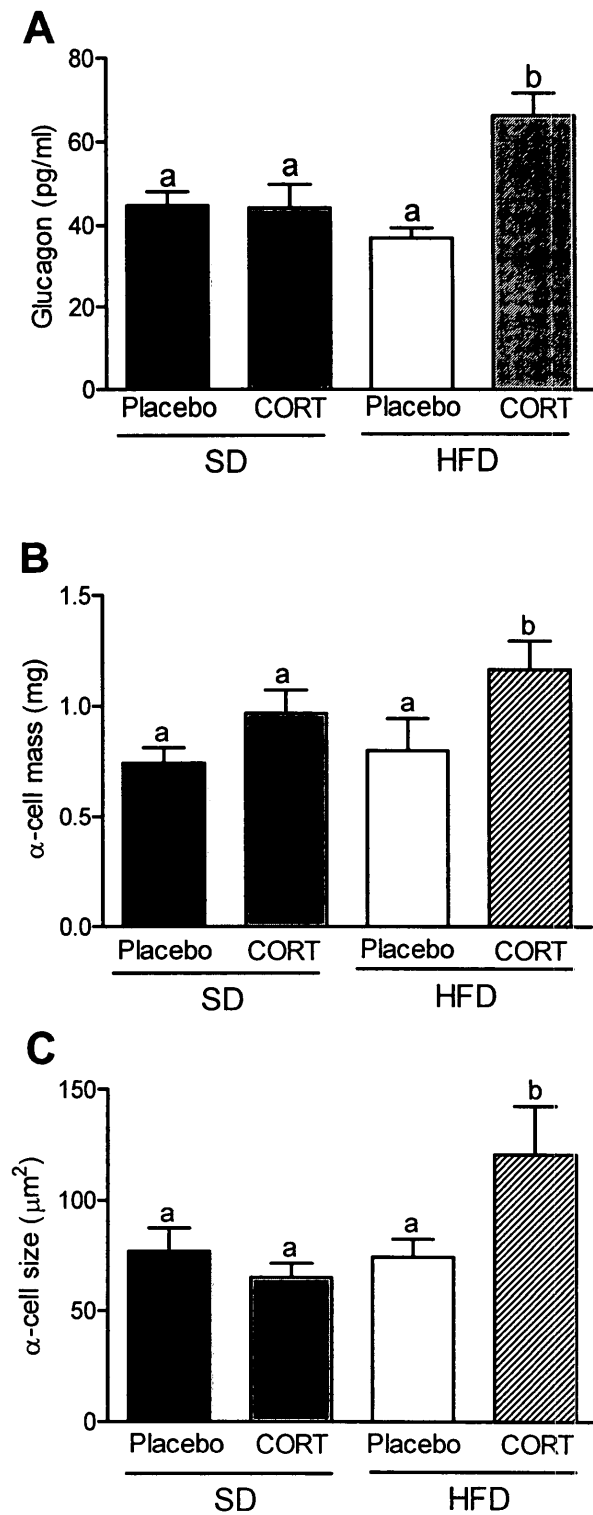 A
Glucagon (pg/ml)
80
60
40
20
0
a
a
a
b
Placebo CORT Placebo CORT
SD HFD
B
α-cell mass (mg)
1.5
1.0
0.5
0.0
a
a
a
b
Placebo CORT Placebo CORT
SD HFD
C
α-cell size (μm²)
150
100
50
0
a
a
a
b
Placebo CORT Placebo CORT
SD HFD